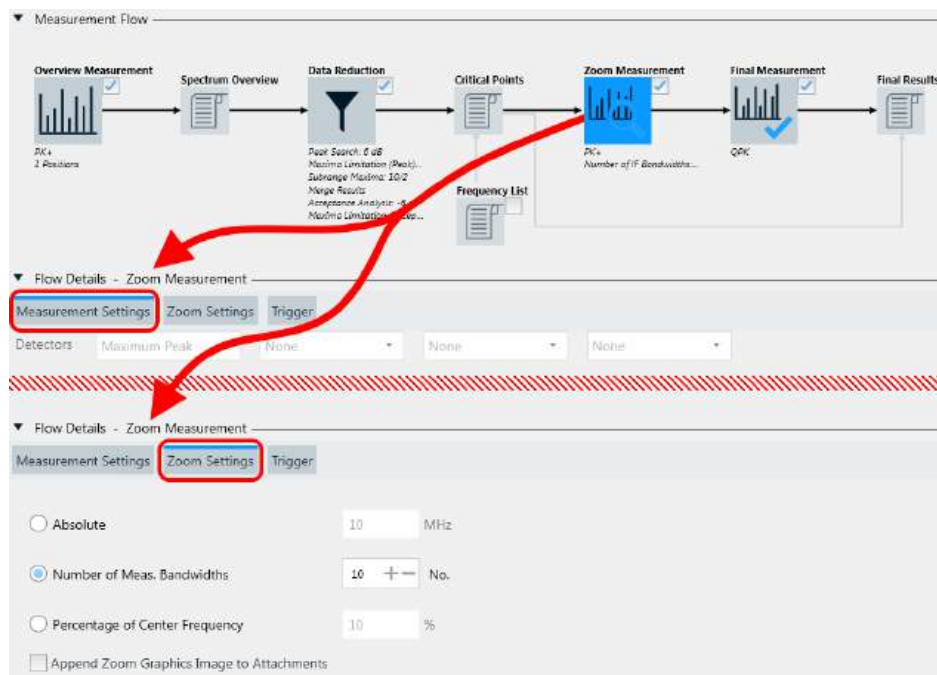 Measurement Flow
Overview Measurement
Spectrum Overview
Data Reduction
Critical Points
Zoom Measurement
Final Measurement
Final Results
PK+
2 Positions
Peak Search: 6 dB
Maxima Limitation (Peak)...
Subrange Maxima: 10/2
Merge Results
Acceptance Analysis: -6
Maxima Limitation
PK+
Number of IF Bandwidths...
QPK
Frequency List
Flow Details - Zoom Measurement
Measurement Settings Zoom Settings Trigger
Detectors Maximum Peak None None None
Flow Details - Zoom Measurement
Measurement Settings Zoom Settings Trigger
Absolute 10 MHz
Number of Meas. Bandwidths 10 +− No.
Percentage of Center Frequency 10 %
Append Zoom Graphics Image to Attachments